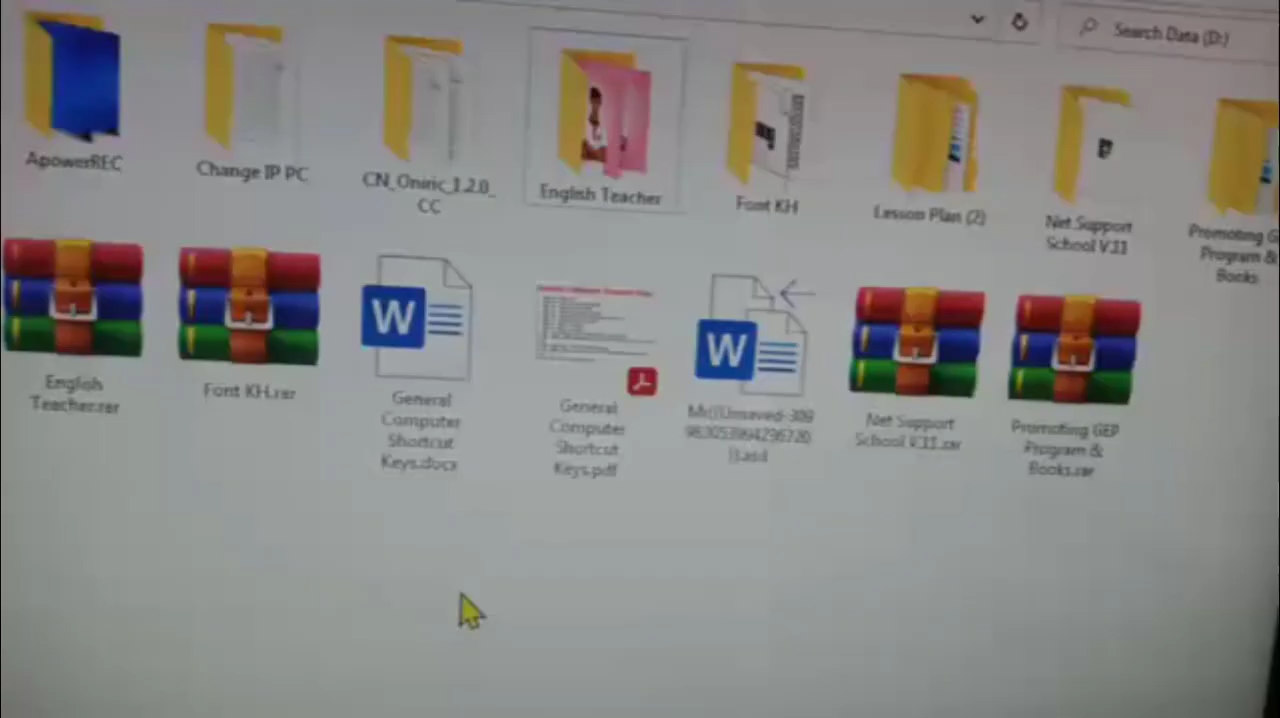 Search Data (D:)
ApowerREC
Change IP PC
CN_Oniric_1.2.0_
CC
English Teacher
Font KH
Lesson Plan (2)
Net Support
School V.11
Promoting GEP
Program &
Books
English
Teacher.rar
Font KH.rar
General
Computer
Shortcut
Keys.docx
General
Computer
Shortcut
Keys.pdf
Net Support
School V.11.rar
Promoting GEP
Program &
Books.rar